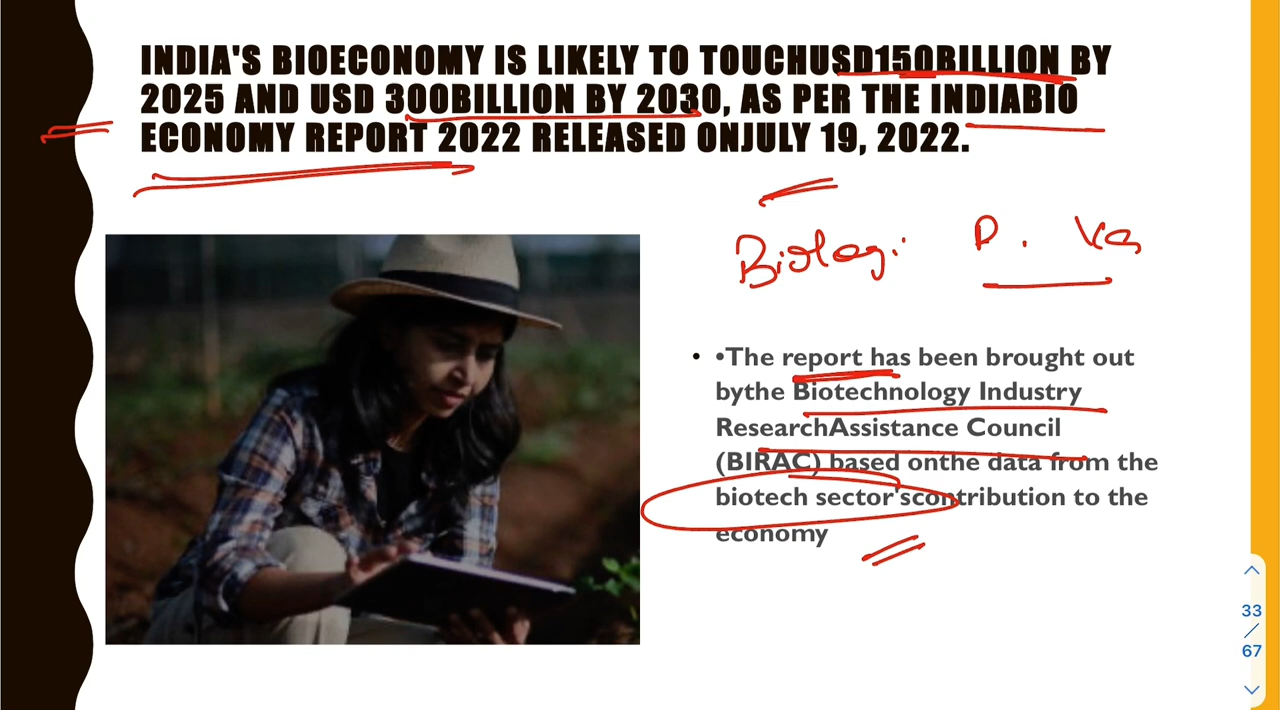 INDIA'S BIOECONOMY IS LIKELY TO TOUCHUSD150BILLION BY
2025 AND USD 300BILLION BY 2030, AS PER THE INDIABIO
ECONOMY REPORT 2022 RELEASED ONJULY 19, 2022.
• •The report has been brought out
bythe Biotechnology Industry
ResearchAssistance Council
(BIRAC) based onthe data from the
biotech sector'scontribution to the
economy
33
/
67